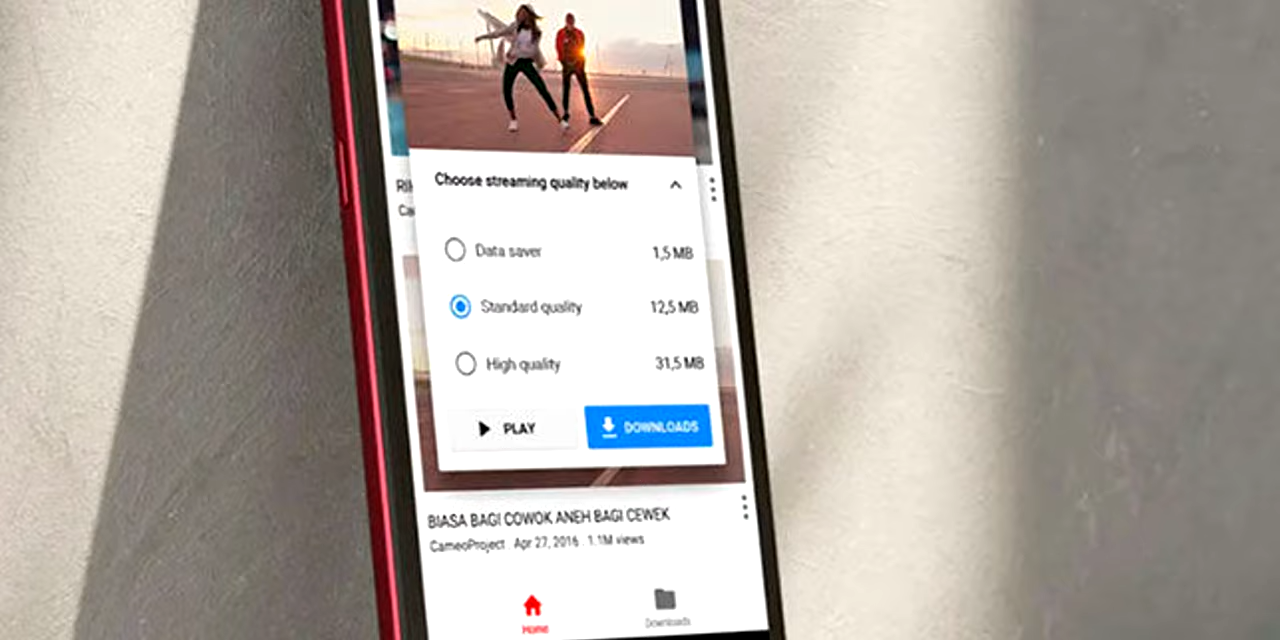 Choose streaming quality below
Data saver 1,5 MB
Standard quality 12,5 MB
High quality 31,5 MB
PLAY DOWNLOADS
BIASA BAGI COWOK ANEH BAGI CEWEK
CameoProject . Apr 27, 2016 . 1.1M views
Home Downloads